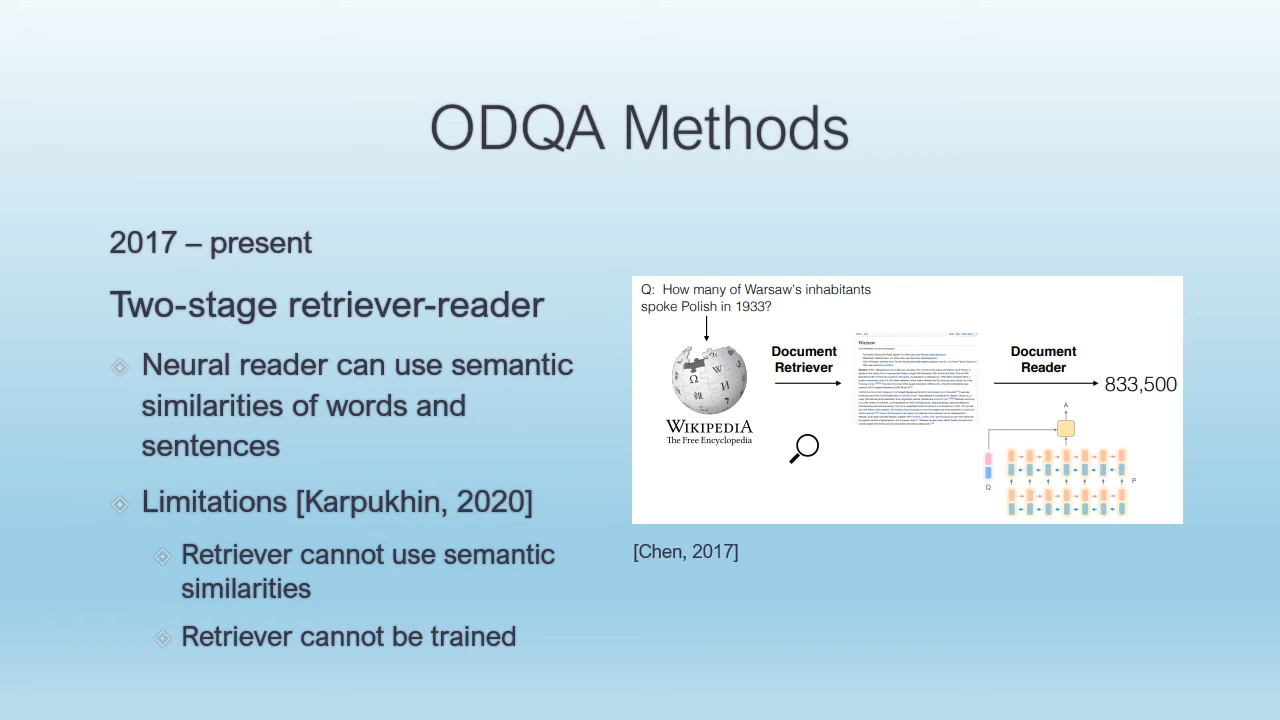 ODQA Methods
2017 – present
Two-stage retriever-reader
Neural reader can use semantic
similarities of words and
sentences
Limitations [Karpukhin, 2020]
Retriever cannot use semantic
similarities
Retriever cannot be trained
Q: How many of Warsaw's inhabitants
spoke Polish in 1933?
WIKIPEDIA
The Free Encyclopedia
Document
Retriever
Warsaw
Document
Reader
833,500
A
Q
P
[Chen, 2017]